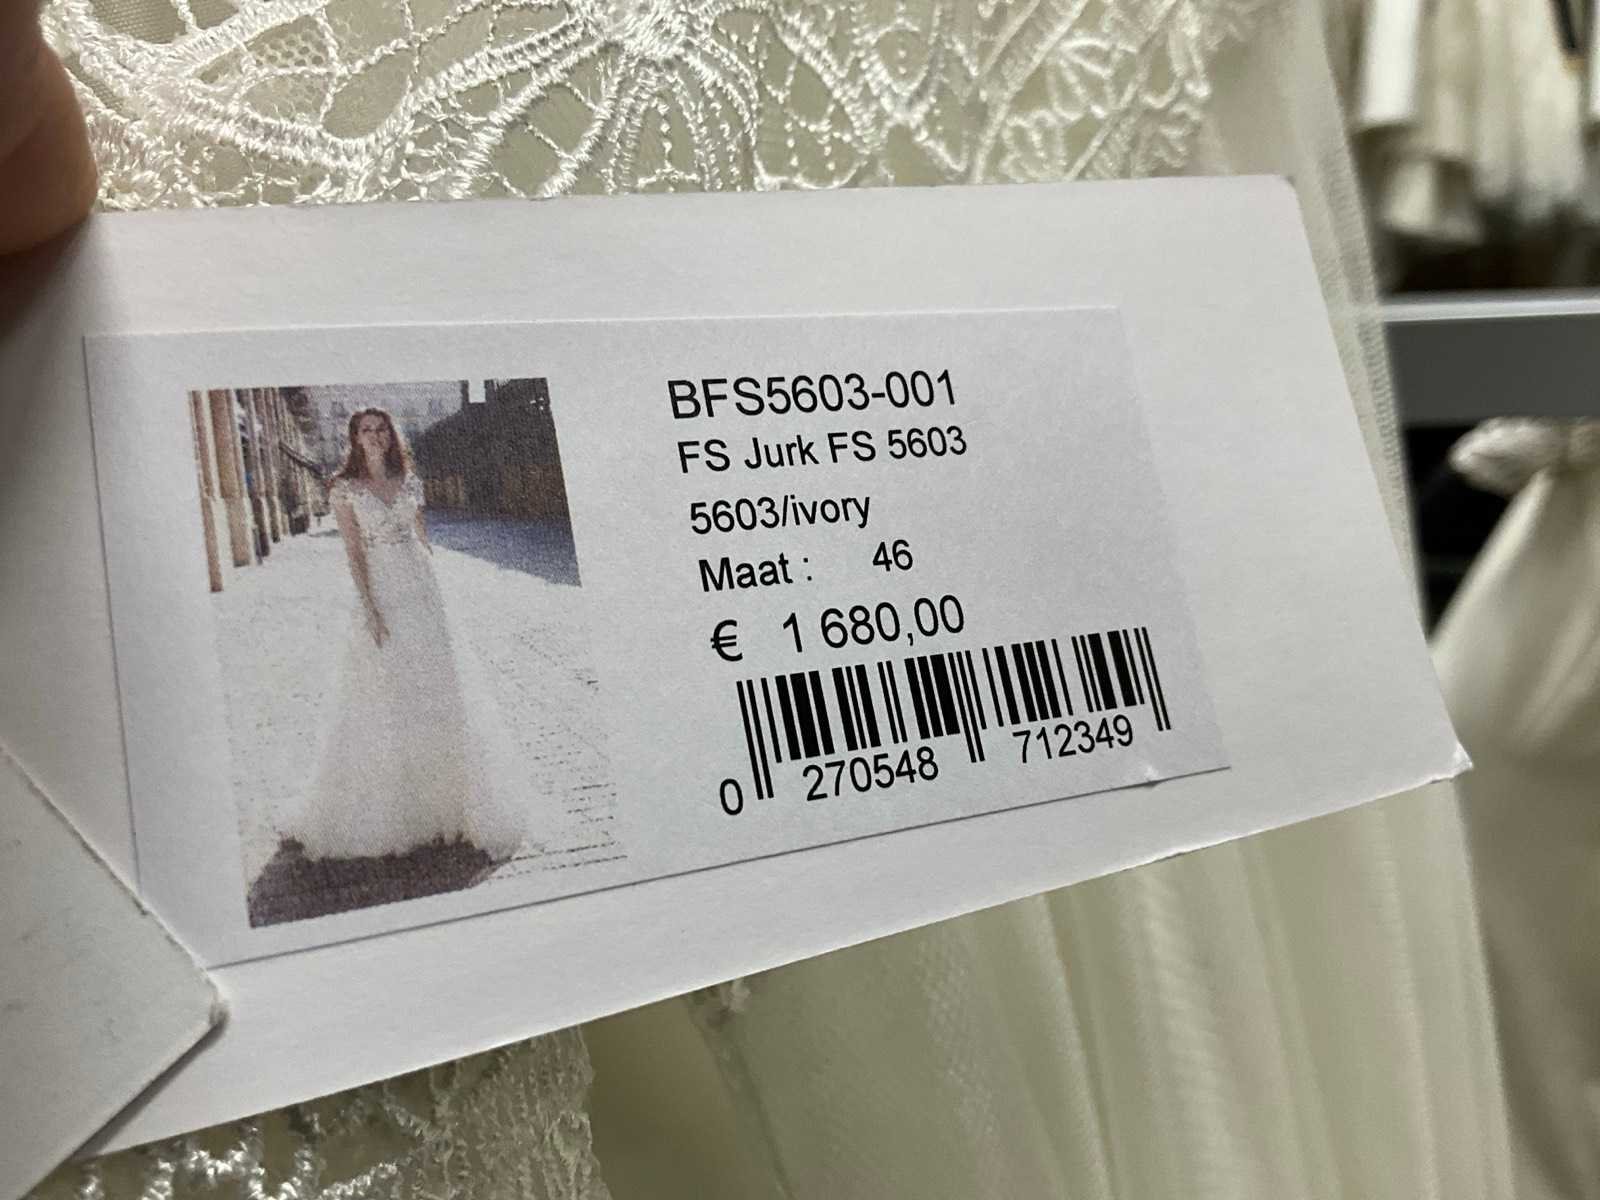 BFS5603-001
FS Jurk FS 5603
5603/ivory
Maat : 46
€ 1 680,00
0 270548 712349